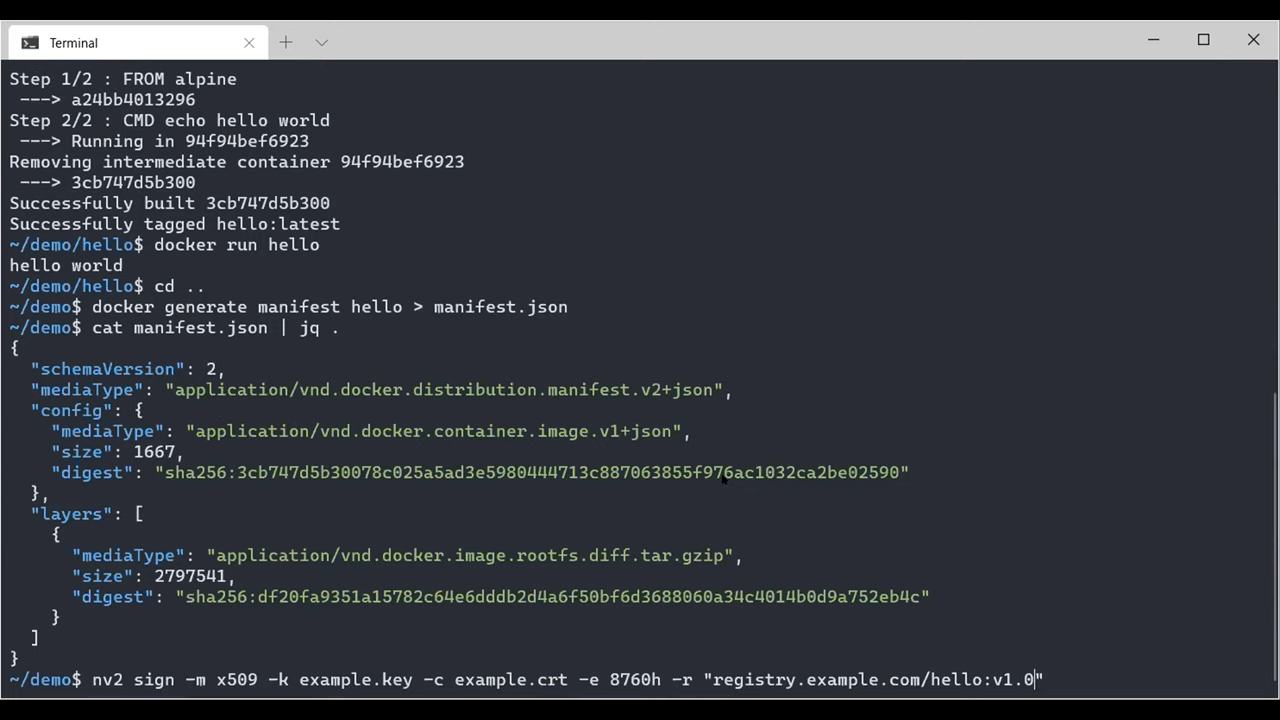 Terminal
Step 1/2 : FROM alpine
 ---> a24bb4013296
Step 2/2 : CMD echo hello world
 ---> Running in 94f94bef6923
Removing intermediate container 94f94bef6923
 ---> 3cb747d5b300
Successfully built 3cb747d5b300
Successfully tagged hello:latest
~/demo/hello$ docker run hello
hello world
~/demo/hello$ cd ..
~/demo$ docker generate manifest hello > manifest.json
~/demo$ cat manifest.json | jq .
{
  "schemaVersion": 2,
  "mediaType": "application/vnd.docker.distribution.manifest.v2+json",
  "config": {
    "mediaType": "application/vnd.docker.container.image.v1+json",
    "size": 1667,
    "digest": "sha256:3cb747d5b30078c025a5ad3e5980444713c887063855f976ac1032ca2be02590"
  },
  "layers": [
    {
      "mediaType": "application/vnd.docker.image.rootfs.diff.tar.gzip",
      "size": 2797541,
      "digest": "sha256:df20fa9351a15782c64e6dddb2d4a6f50bf6d3688060a34c4014b0d9a752eb4c"
    }
  ]
}
~/demo$ nv2 sign -m x509 -k example.key -c example.crt -e 8760h -r "registry.example.com/hello:v1.0"